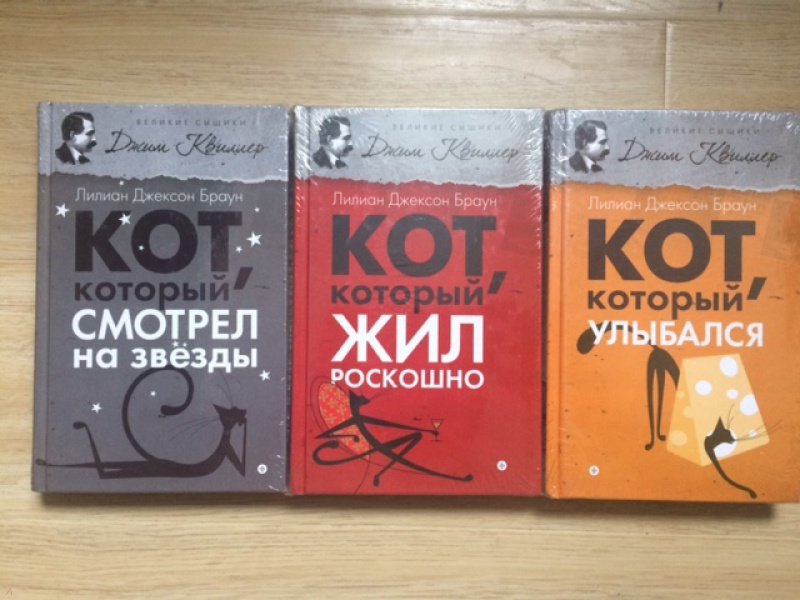 ВЕЛИКИЕ СЫЩИКИ
Джим Квиллер
Лилиан Джексон Браун
КОТ,
который
СМОТРЕЛ
на звёзды
ВЕЛИКИЕ СЫЩИКИ
Джим Квиллер
Лилиан Джексон Браун
КОТ,
который
ЖИЛ
РОСКОШНО
ВЕЛИКИЕ СЫЩИКИ
Джим Квиллер
Лилиан Джексон Браун
КОТ,
который
УЛЫБАЛСЯ